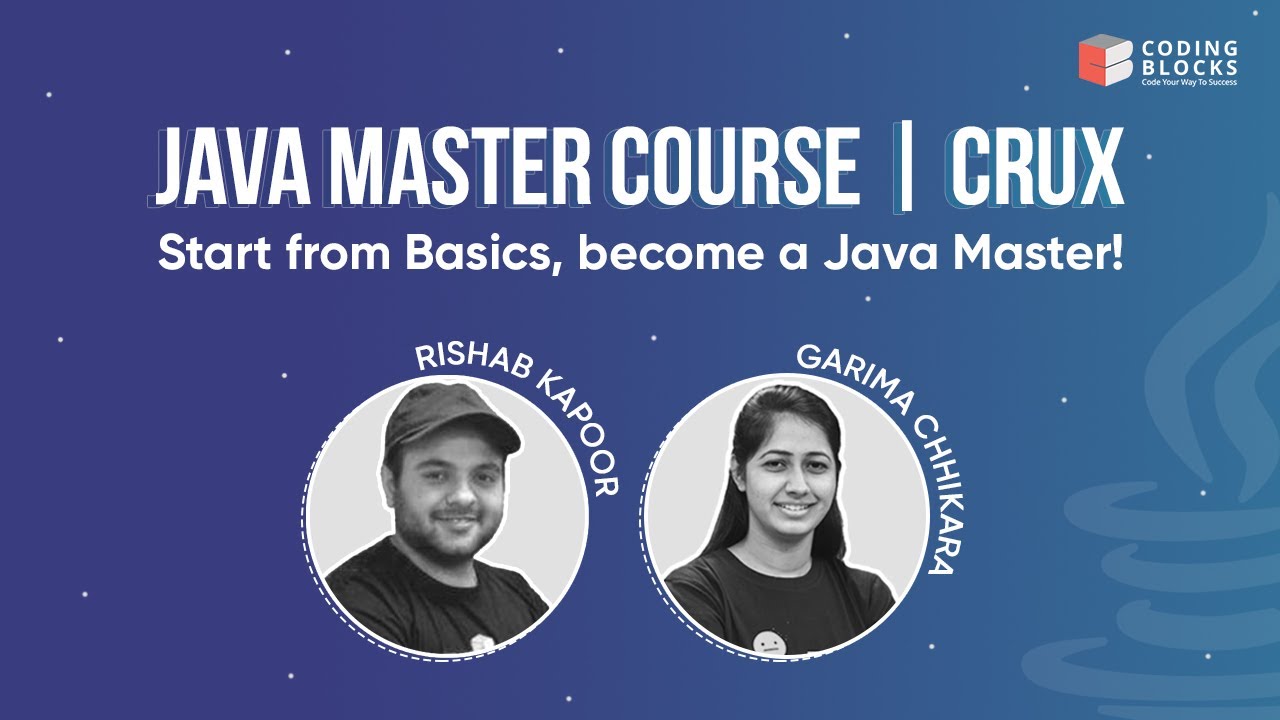 CODING
BLOCKS
Code Your Way To Success
JAVA MASTER COURSE | CRUX
Start from Basics, become a Java Master!
RISHAB KAPOOR
GARIMA CHHIKARA